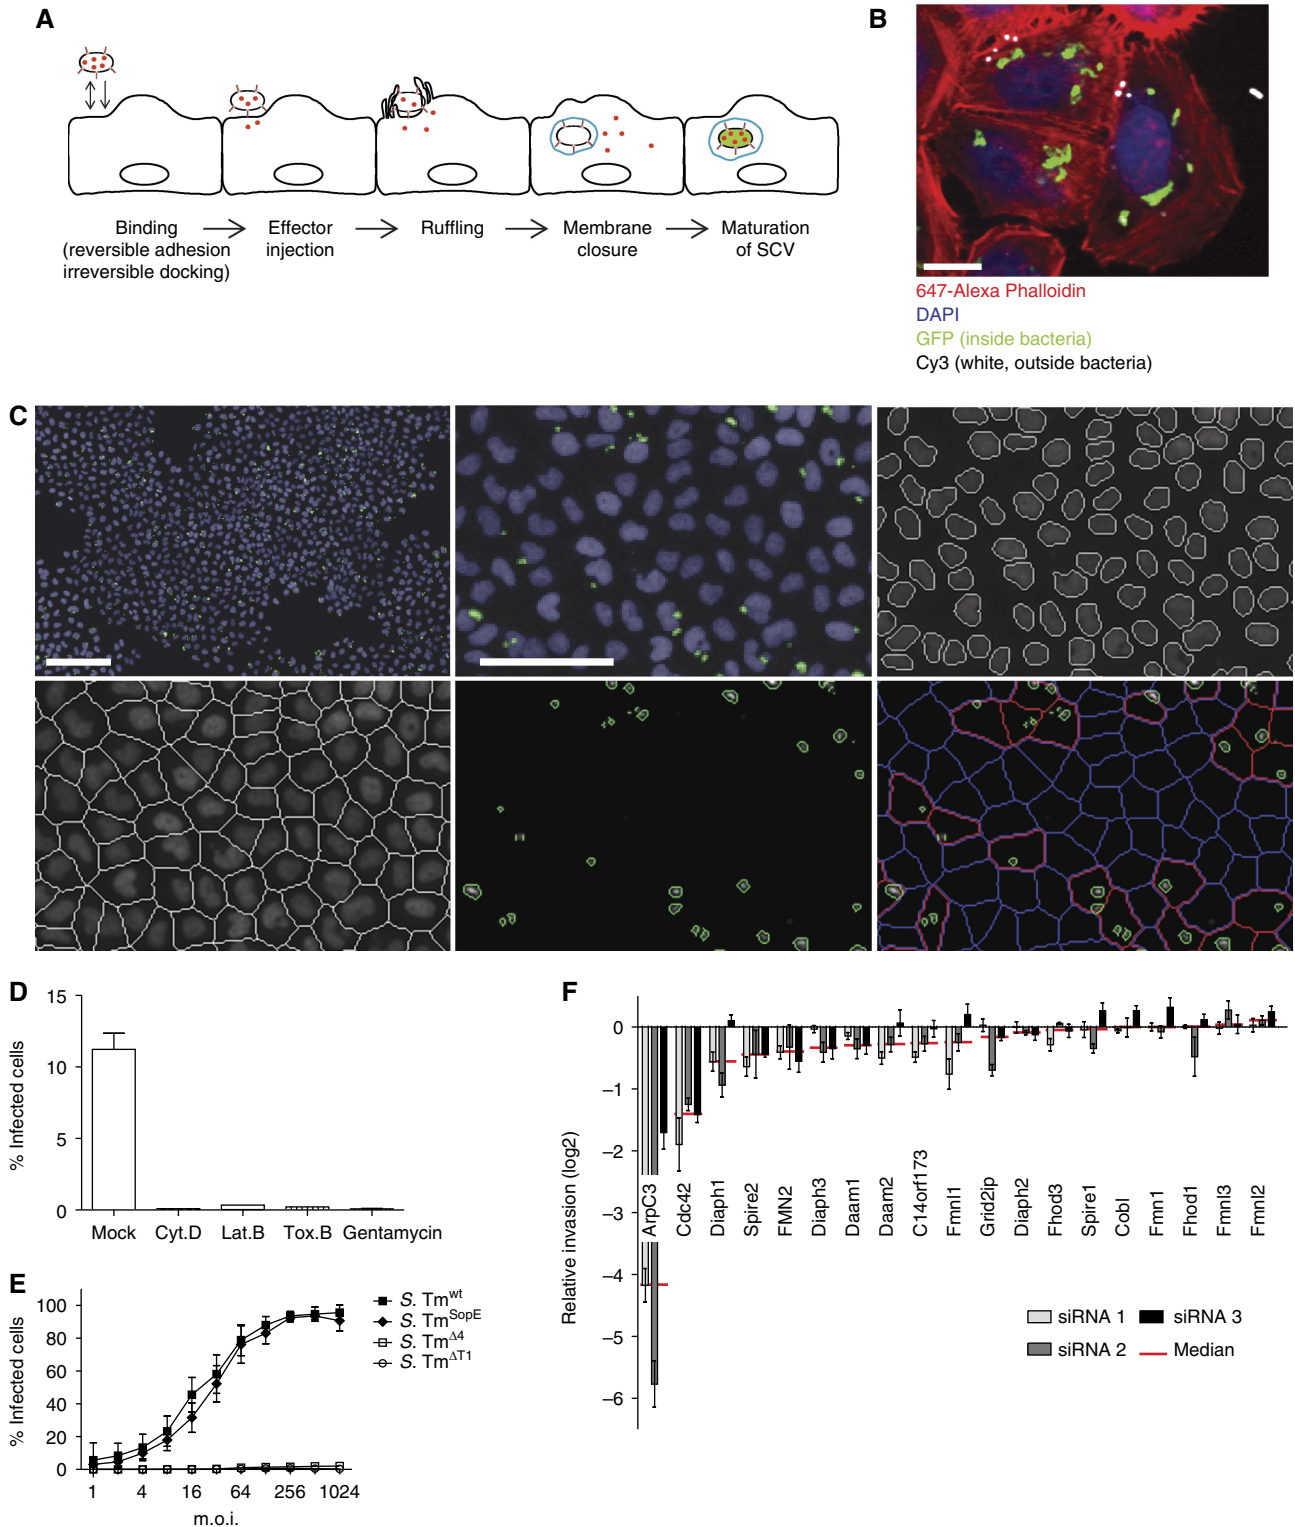 A
Binding
(reversible adhesion
irreversible docking)
Effector
injection
Ruffling
Membrane
closure
Maturation
of SCV
B
647-Alexa Phalloidin
DAPI
GFP (inside bacteria)
Cy3 (white, outside bacteria)
C
D
% Infected cells
15
10
5
0
Mock
Cyt.D
Lat.B
Tox.B
Gentamycin
E
% Infected cells
100
80
60
40
20
0
1
4
16
64
256
1024
m.o.i.
S. Tm^wt
S. Tm^SopE
S. Tm^Δ4
S. Tm^ΔT1
F
Relative invasion (log2)
0
–1
–2
–3
–4
–5
–6
ArpC3
Cdc42
Diaph1
Spire2
FMN2
Diaph3
Daam1
Daam2
C14orf173
Fmnl1
Grid2ip
Diaph2
Fhod3
Spire1
Cobl
Fmn1
Fhod1
Fmnl3
Fmnl2
siRNA 1
siRNA 2
siRNA 3
Median